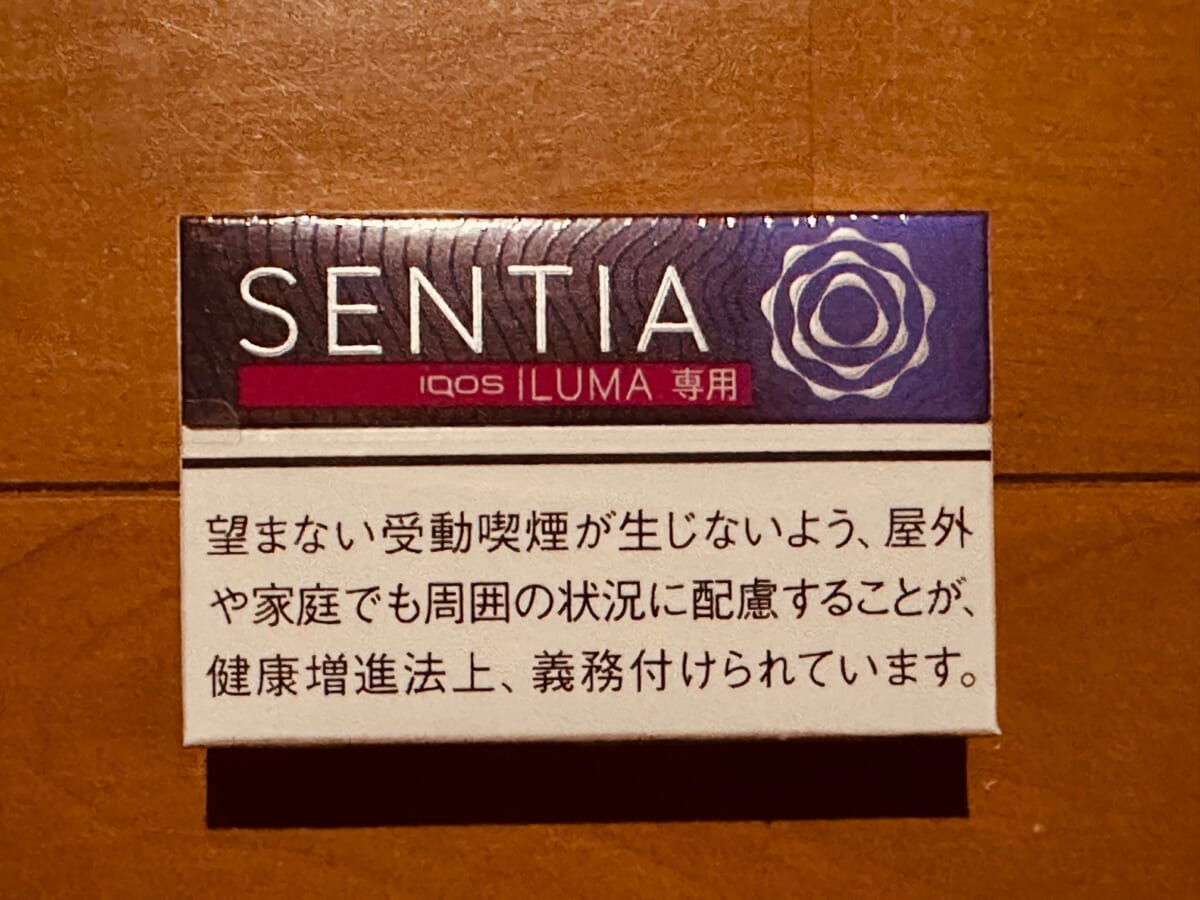 SENTIA
IQOS ILUMA 専用
望まない受動喫煙が生じないよう、屋外
や家庭でも周囲の状況に配慮することが、
健康増進法上、義務付けられています。